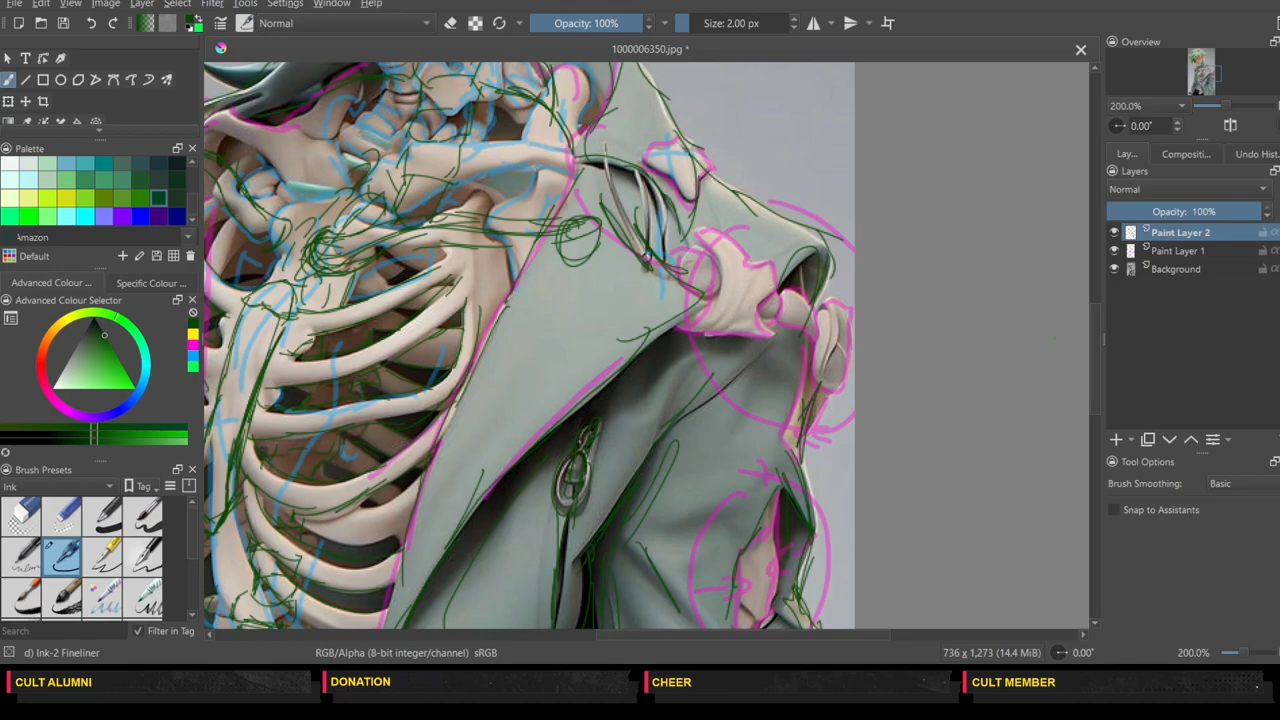 File Edit View Image Layer Select Filter Tools Settings Window Help
Normal Opacity: 100% Size: 2.00 px
1000006350.jpg *
Overview
200.0%
0.00°
Lay... Compositi... Undo Hist...
Layers
Normal
Opacity: 100%
Paint Layer 2
Paint Layer 1
Background
Tool Options
Brush Smoothing: Basic
Snap to Assistants
Palette
Amazon
Default
Advanced Colour ... Specific Colour ...
Advanced Colour Selector
Brush Presets
Ink Tag
Search Filter in Tag
d) Ink-2 Fineliner RGB/Alpha (8-bit integer/channel) sRGB 736 x 1,273 (14.4 MiB) 0.00° 200.0%
CULT ALUMNI DONATION CHEER CULT MEMBER